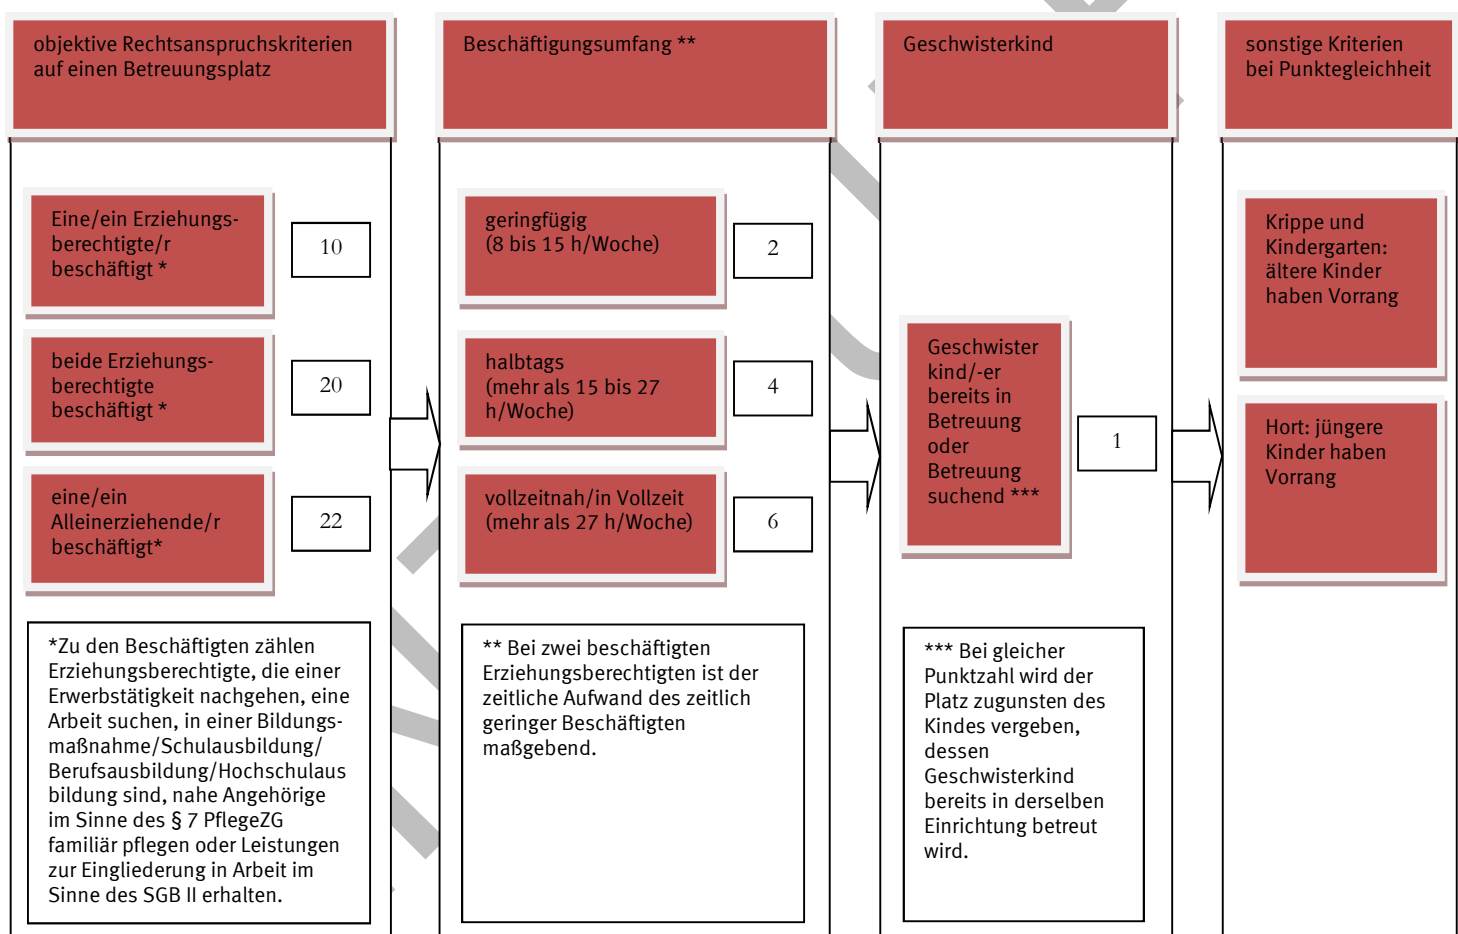 objektive Rechtsanspruchskriterien
auf einen Betreuungsplatz
Eine/ein Erziehungs-
berechtigte/r
beschäftigt *
10
beide Erziehungs-
berechtigte
beschäftigt *
20
eine/ein
Alleinerziehende/r
beschäftigt*
22
*Zu den Beschäftigten zählen
Erziehungsberechtigte, die einer
Erwerbstätigkeit nachgehen, eine
Arbeit suchen, in einer Bildungs-
maßnahme/Schulausbildung/
Berufsausbildung/Hochschulaus
bildung sind, nahe Angehörige
im Sinne des § 7 PflegeZG
familiär pflegen oder Leistungen
zur Eingliederung in Arbeit im
Sinne des SGB II erhalten.
Beschäftigungsumfang **
geringfügig
(8 bis 15 h/Woche)
2
halbtags
(mehr als 15 bis 27
h/Woche)
4
vollzeitnah/in Vollzeit
(mehr als 27 h/Woche)
6
** Bei zwei beschäftigten
Erziehungsberechtigten ist der
zeitliche Aufwand des zeitlich
geringer Beschäftigten
maßgebend.
Geschwisterkind
Geschwister
kind/-er
bereits in
Betreuung
oder
Betreuung
suchend ***
1
*** Bei gleicher
Punktzahl wird der
Platz zugunsten des
Kindes vergeben,
dessen
Geschwisterkind
bereits in derselben
Einrichtung betreut
wird.
sonstige Kriterien
bei Punktegleichheit
Krippe und
Kindergarten:
ältere Kinder
haben Vorrang
Hort: jüngere
Kinder haben
Vorrang